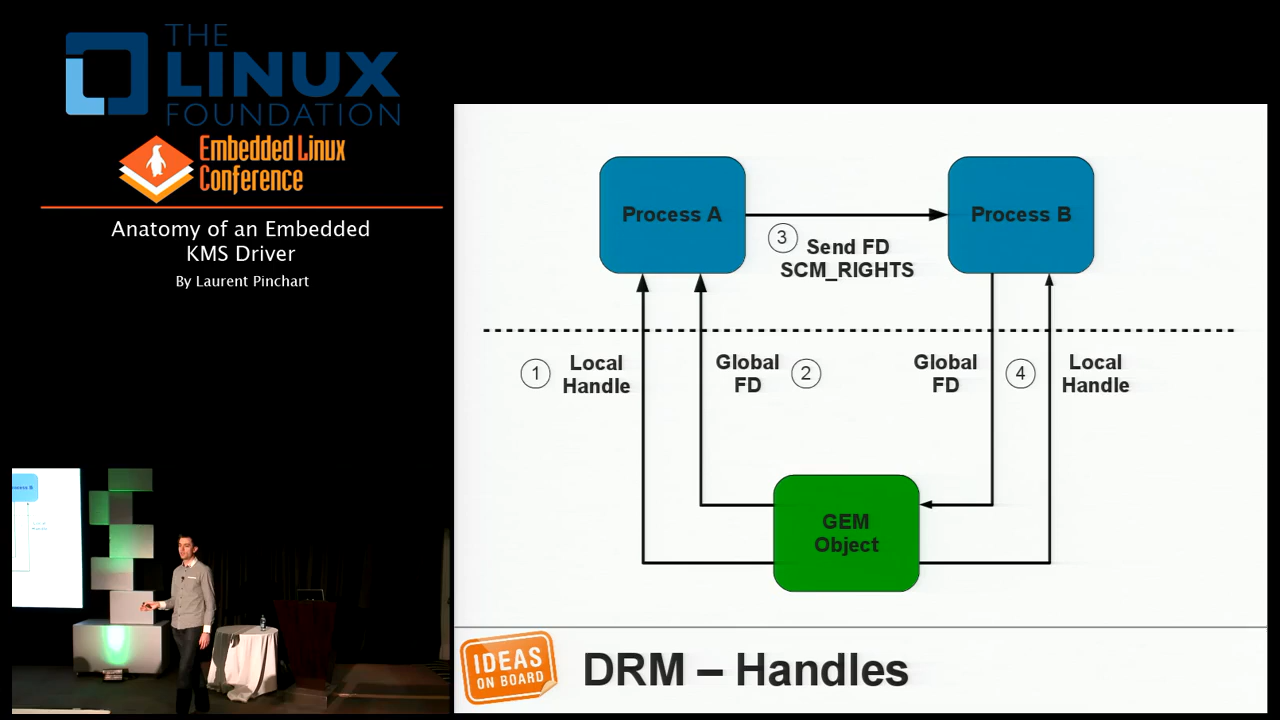 THE
LINUX
FOUNDATION
Embedded Linux
Conference
Anatomy of an Embedded
KMS Driver
By Laurent Pinchart
Process A
Process B
3
Send FD
SCM_RIGHTS
1
Local
Handle
Global
FD
2
Global
FD
4
Local
Handle
GEM
Object
IDEAS
ON BOARD
DRM – Handles